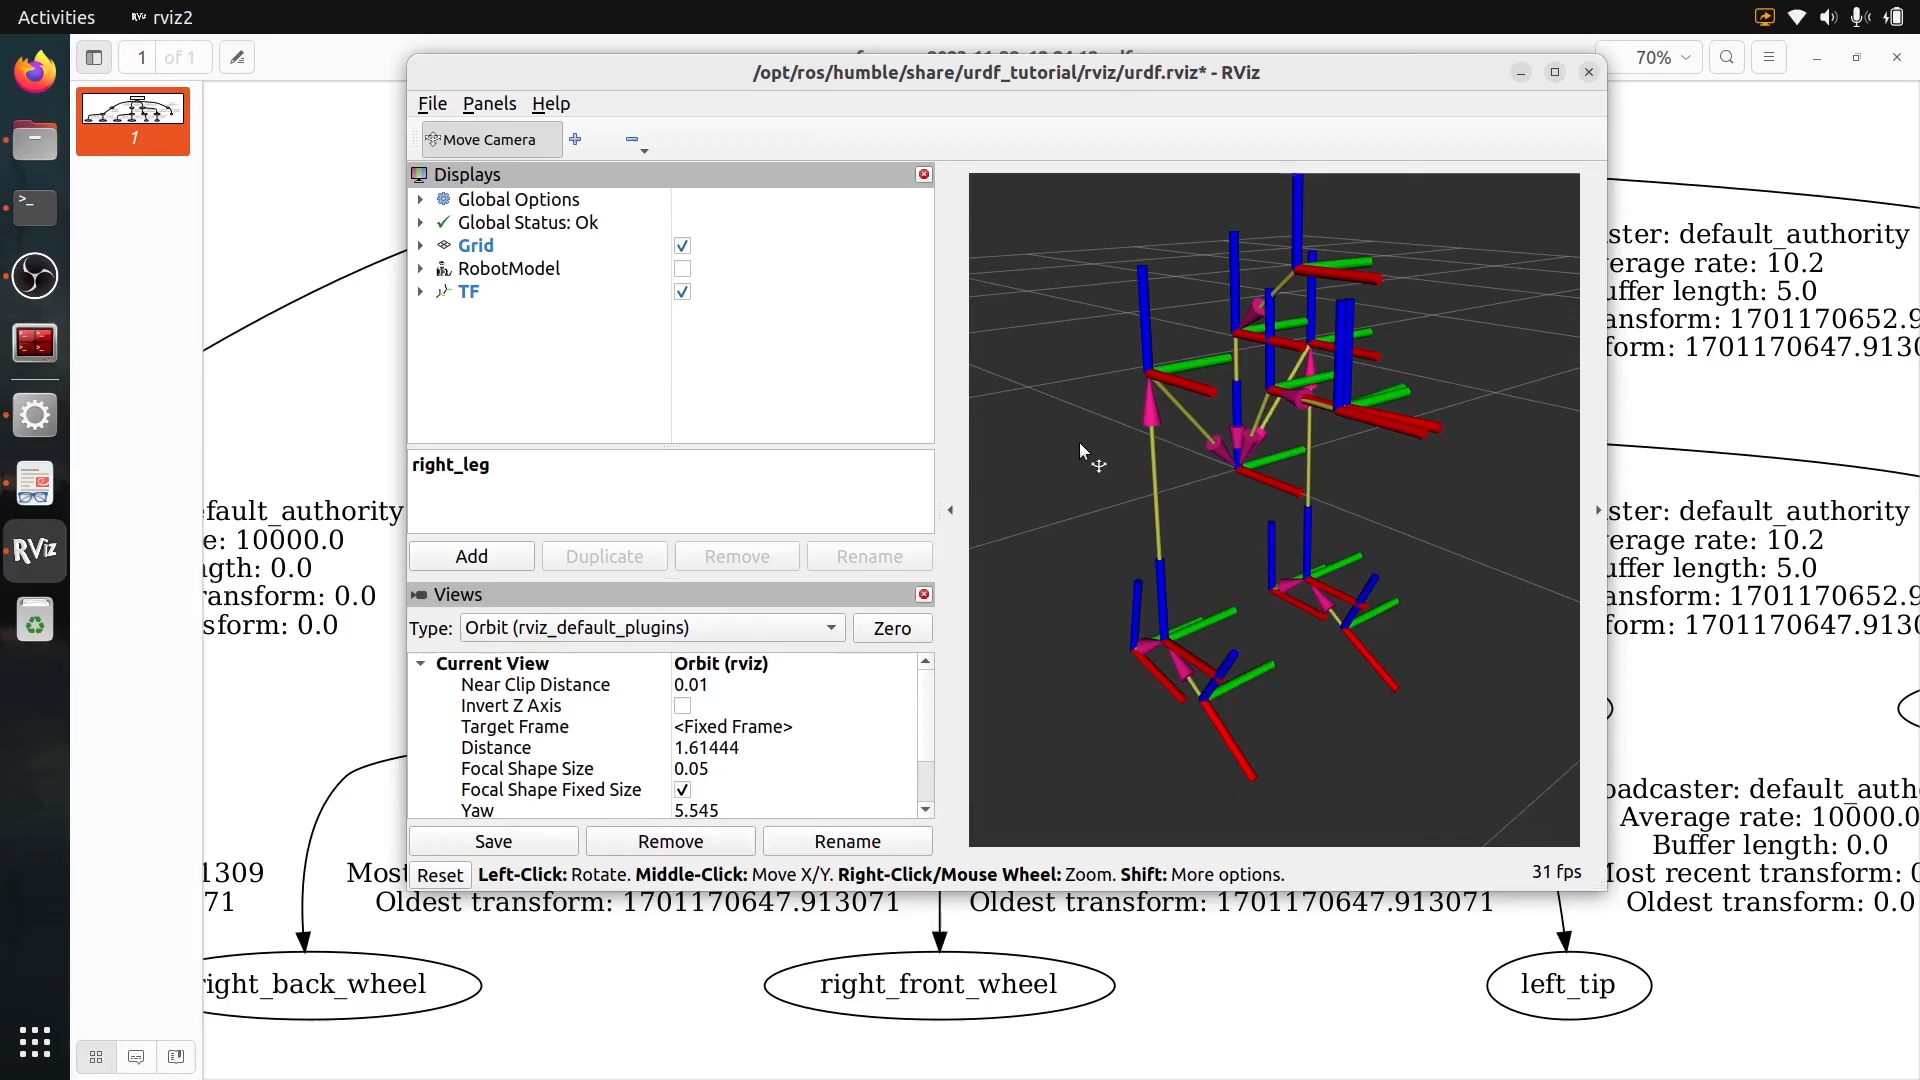 Activities
rviz2
1
of 1
70%
1
/opt/ros/humble/share/urdf_tutorial/rviz/urdf.rviz* - RViz
File Panels Help
Move Camera
Displays
Global Options
Global Status: Ok
Grid
RobotModel
TF
right_leg
Add Duplicate Remove Rename
Views
Type: Orbit (rviz_default_plugins) Zero
Current View Orbit (rviz)
Near Clip Distance 0.01
Invert Z Axis
Target Frame <Fixed Frame>
Distance 1.61444
Focal Shape Size 0.05
Focal Shape Fixed Size
Yaw 5.545
Save Remove Rename
Reset Left-Click: Rotate. Middle-Click: Move X/Y. Right-Click/Mouse Wheel: Zoom. Shift: More options. 31 fps
RViz
default_authority
e: 10000.0
ngth: 0.0
ransform: 0.0
sform: 0.0
ster: default_authority
verage rate: 10.2
uffer length: 5.0
ansform: 1701170652.9
form: 1701170647.9130
ster: default_authority
verage rate: 10.2
uffer length: 5.0
ansform: 1701170652.9
form: 1701170647.9130
oadcaster: default_auth
Average rate: 10000.0
Buffer length: 0.0
Most recent transform: 0
Oldest transform: 0.0
1309
71
Most
Oldest transform: 1701170647.913071
Oldest transform: 1701170647.913071
right_back_wheel
right_front_wheel
left_tip